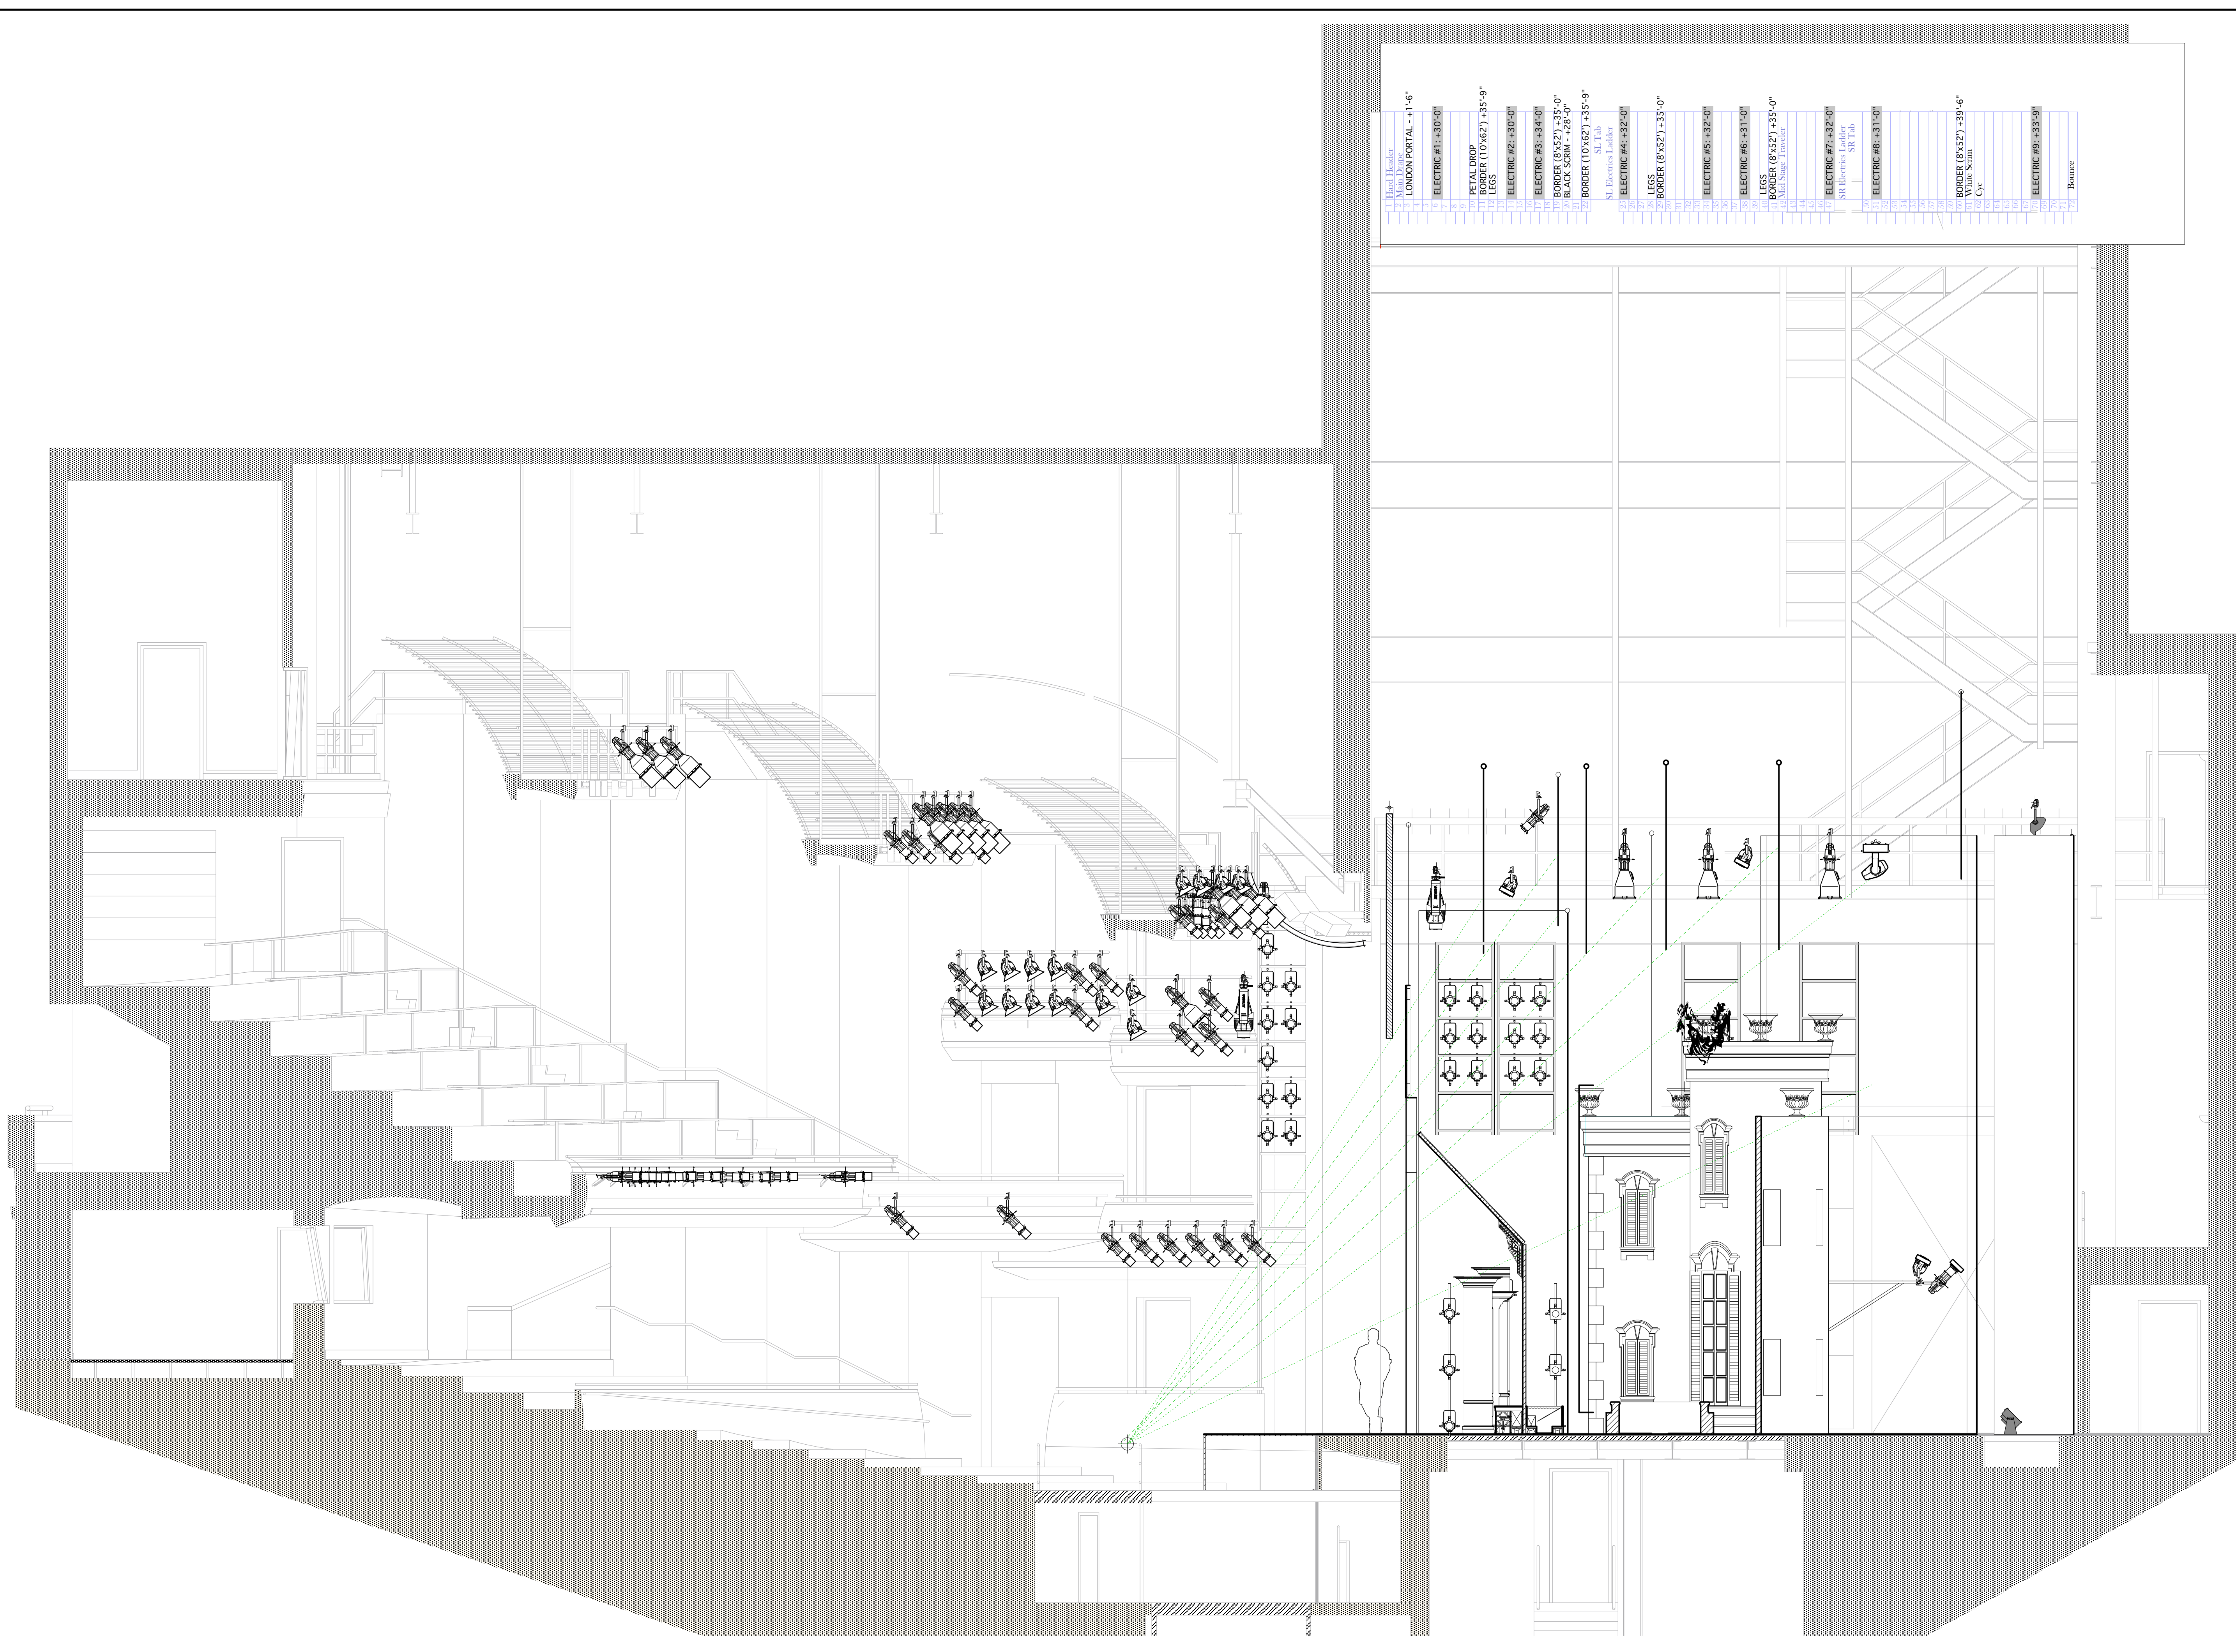 Hard Header
Main Drape
LONDON PORTAL - +1'-6"
ELECTRIC #1: +30'-0"
PETAL DROP
BORDER (10'x62') +35'-9"
LEGS
ELECTRIC #2: +30'-0"
ELECTRIC #3: +34'-0"
BORDER (8'x52') +35'-0"
BLACK SCRIM - +28'-0"
BORDER (10'x62') +35'-9"
SL Tab
SL Electrics Ladder
ELECTRIC #4: +32'-0"
LEGS
BORDER (8'x52') +35'-0"
ELECTRIC #5: +32'-0"
ELECTRIC #6: +31'-0"
LEGS
BORDER (8'x52') +35'-0"
Mid Stage Traveler
ELECTRIC #7: +32'-0"
SR Electrics Ladder
SR Tab
ELECTRIC #8: +31'-0"
BORDER (8'x52') +39'-6"
White Scrim
Cyc
ELECTRIC #9: +33'-9"
Bounce